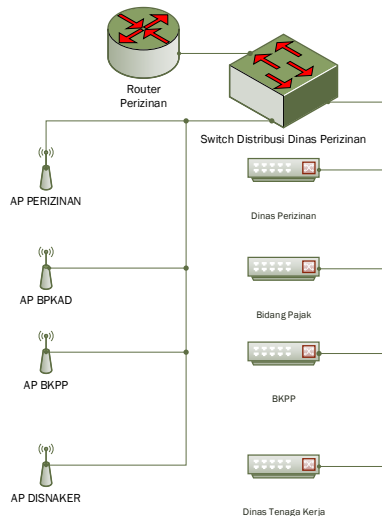 Router
Perizinan
Switch Distribusi Dinas Perizinan
AP PERIZINAN
Dinas Perizinan
AP BPKAD
Bidang Pajak
AP BKPP
BKPP
AP DISNAKER
Dinas Tenaga Kerja